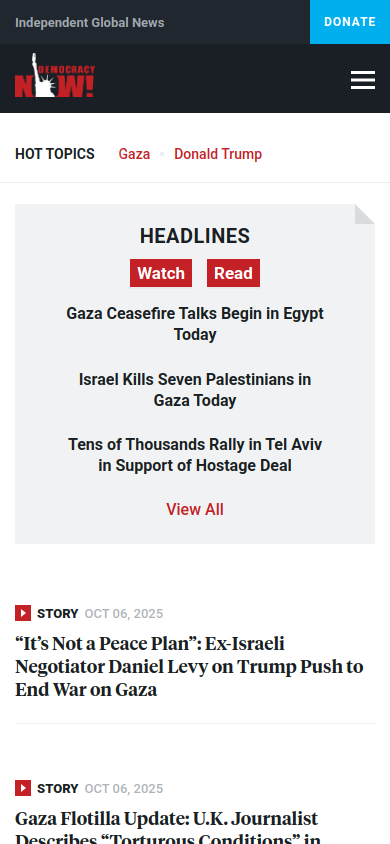 Independent Global News
DONATE
DEMOCRACY
NOW!
HOT TOPICS
Gaza
Donald Trump
HEADLINES
Watch
Read
Gaza Ceasefire Talks Begin in Egypt
Today
Israel Kills Seven Palestinians in
Gaza Today
Tens of Thousands Rally in Tel Aviv
in Support of Hostage Deal
View All
STORY OCT 06, 2025
“It’s Not a Peace Plan”: Ex-Israeli
Negotiator Daniel Levy on Trump Push to
End War on Gaza
STORY OCT 06, 2025
Gaza Flotilla Update: U.K. Journalist
Describes “Torturous Conditions” in